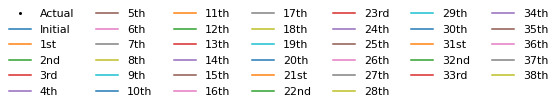 Actual
Initial
1st
2nd
3rd
4th
5th
6th
7th
8th
9th
10th
11th
12th
13th
14th
15th
16th
17th
18th
19th
20th
21st
22nd
23rd
24th
25th
26th
27th
28th
29th
30th
31st
32nd
33rd
34th
35th
36th
37th
38th